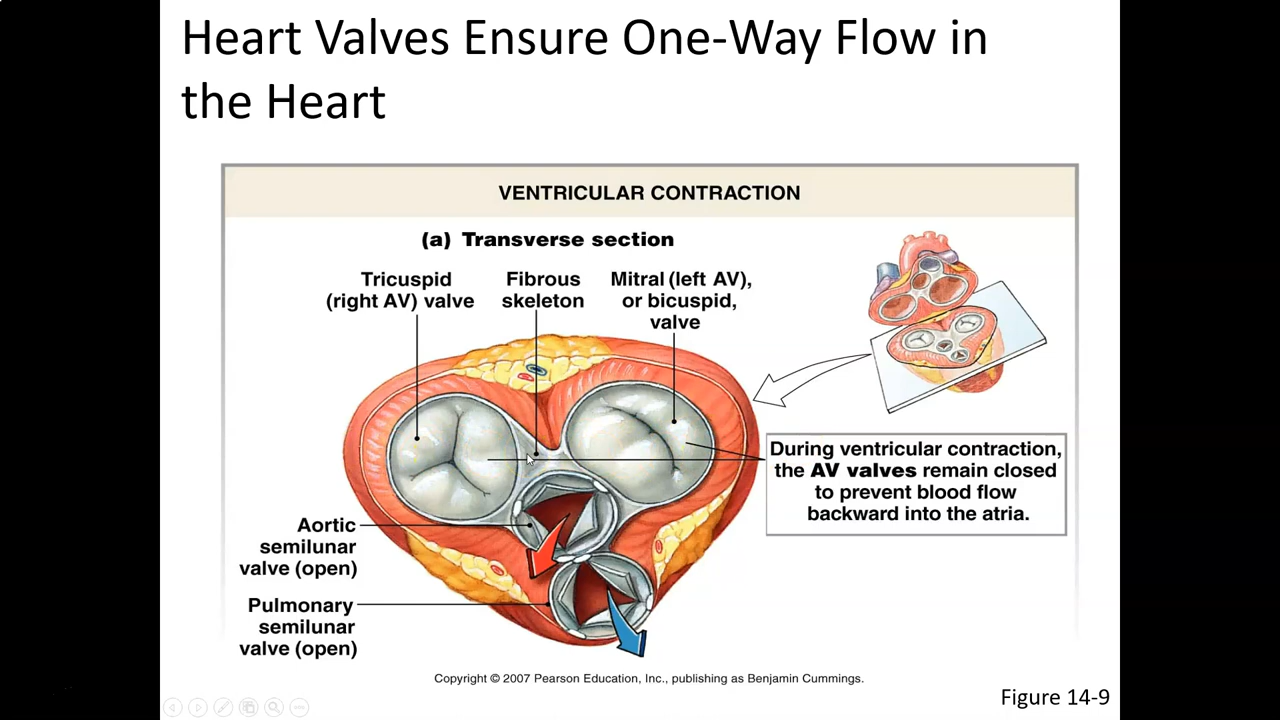 Heart Valves Ensure One-Way Flow in
the Heart
VENTRICULAR CONTRACTION
(a) Transverse section
Tricuspid
(right AV) valve
Fibrous
skeleton
Mitral (left AV),
or bicuspid,
valve
During ventricular contraction,
the AV valves remain closed
to prevent blood flow
backward into the atria.
Aortic
semilunar
valve (open)
Pulmonary
semilunar
valve (open)
Copyright © 2007 Pearson Education, Inc., publishing as Benjamin Cummings.
Figure 14-9